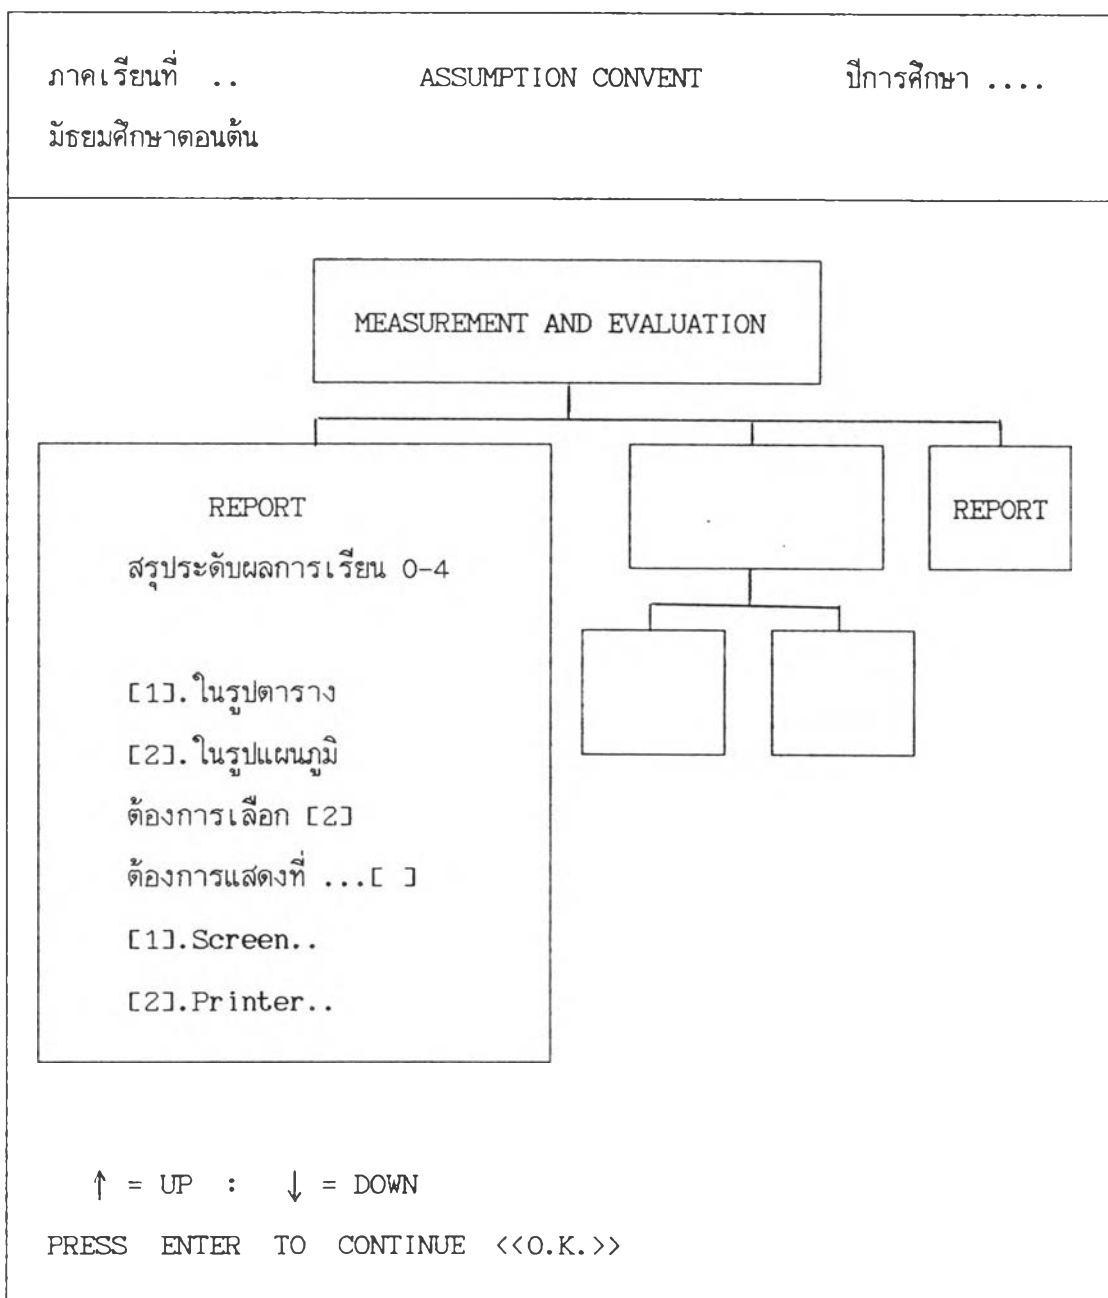 ภาคเรียนที่ .. ASSUMPTION CONVENT ปีการศึกษา ....
มัธยมศึกษาตอนต้น
MEASUREMENT AND EVALUATION
REPORT
สรุประดับผลการเรียน 0-4
[1].ในรูปตาราง
[2].ในรูปแผนภูมิ
ต้องการเลือก [2]
ต้องการแสดงที่ ...[ ]
[1].Screen..
[2].Printer..
REPORT
↑ = UP : ↓ = DOWN
PRESS ENTER TO CONTINUE <<O.K.>>